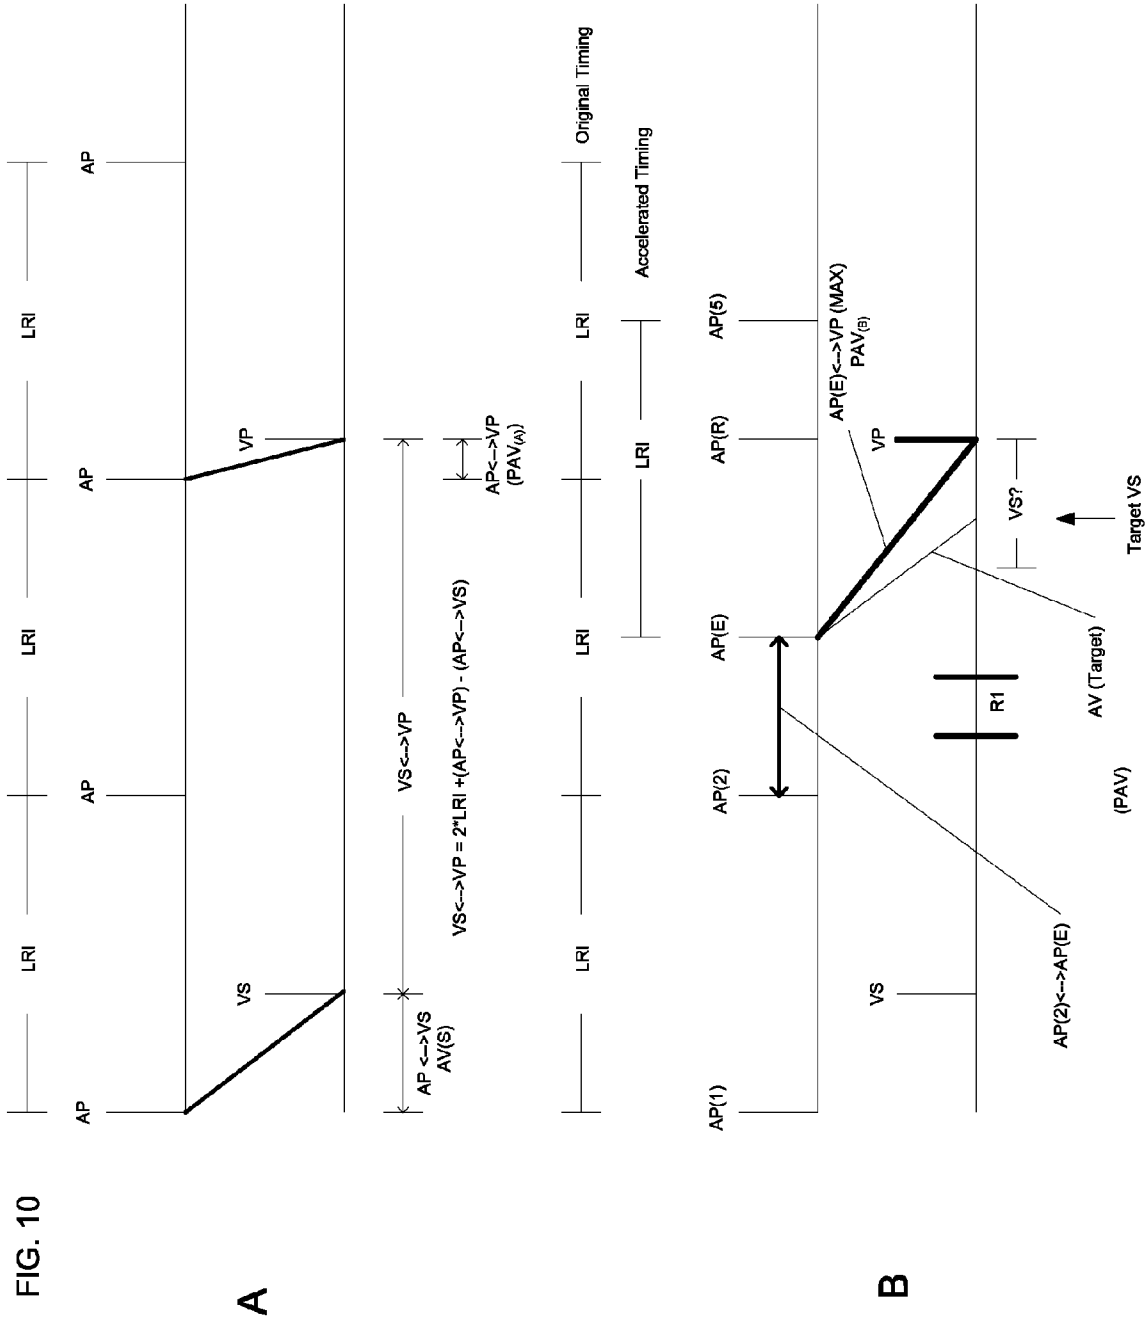 FIG. 10
A
LRI
LRI
LRI
LRI
AP
AP
AP
AP
VS
VP
AP <-->VS
AV(S)
VS<-->VP
VS<-->VP = 2*LRI +(AP<-->VP) - (AP<-->VS)
AP<-->VP
(PAV(A))
B
LRI
LRI
LRI
Original Timing
LRI
Accelerated Timing
AP(1)
AP(2)
AP(E)
AP(R)
AP(5)
AP(E)<-->VP (MAX)
PAV(B)
VS
VP
R1
VS?
AP(2)<-->AP(E)
AV (Target)
(PAV)
Target VS